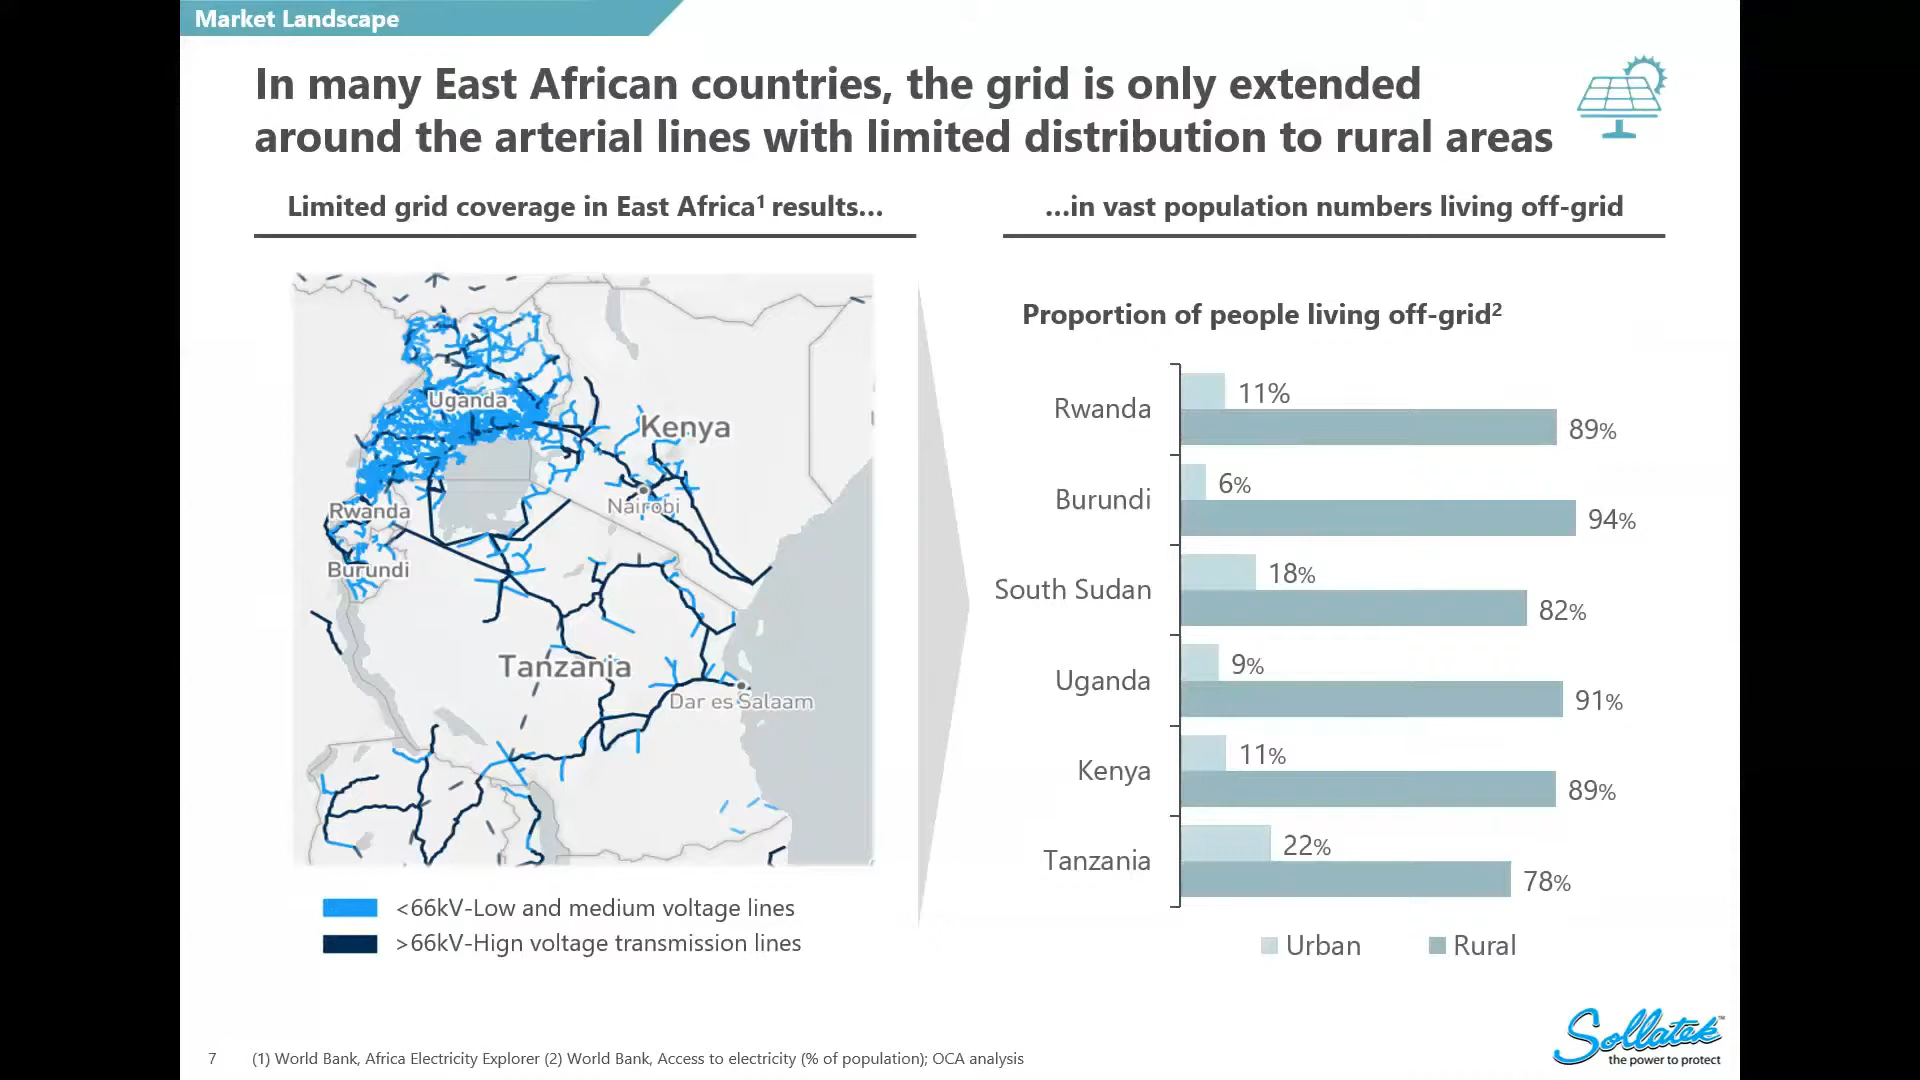 Market Landscape
In many East African countries, the grid is only extended
around the arterial lines with limited distribution to rural areas
Limited grid coverage in East Africa¹ results...
...in vast population numbers living off-grid
Uganda
Kenya
Nairobi
Rwanda
Burundi
Tanzania
Dar es Salaam
<66kV-Low and medium voltage lines
>66kV-Hign voltage transmission lines
Proportion of people living off-grid²
Rwanda
11%
89%
Burundi
6%
94%
South Sudan
18%
82%
Uganda
9%
91%
Kenya
11%
89%
Tanzania
22%
78%
Urban
Rural
Sollatek™
the power to protect
7
(1) World Bank, Africa Electricity Explorer (2) World Bank, Access to electricity (% of population); OCA analysis